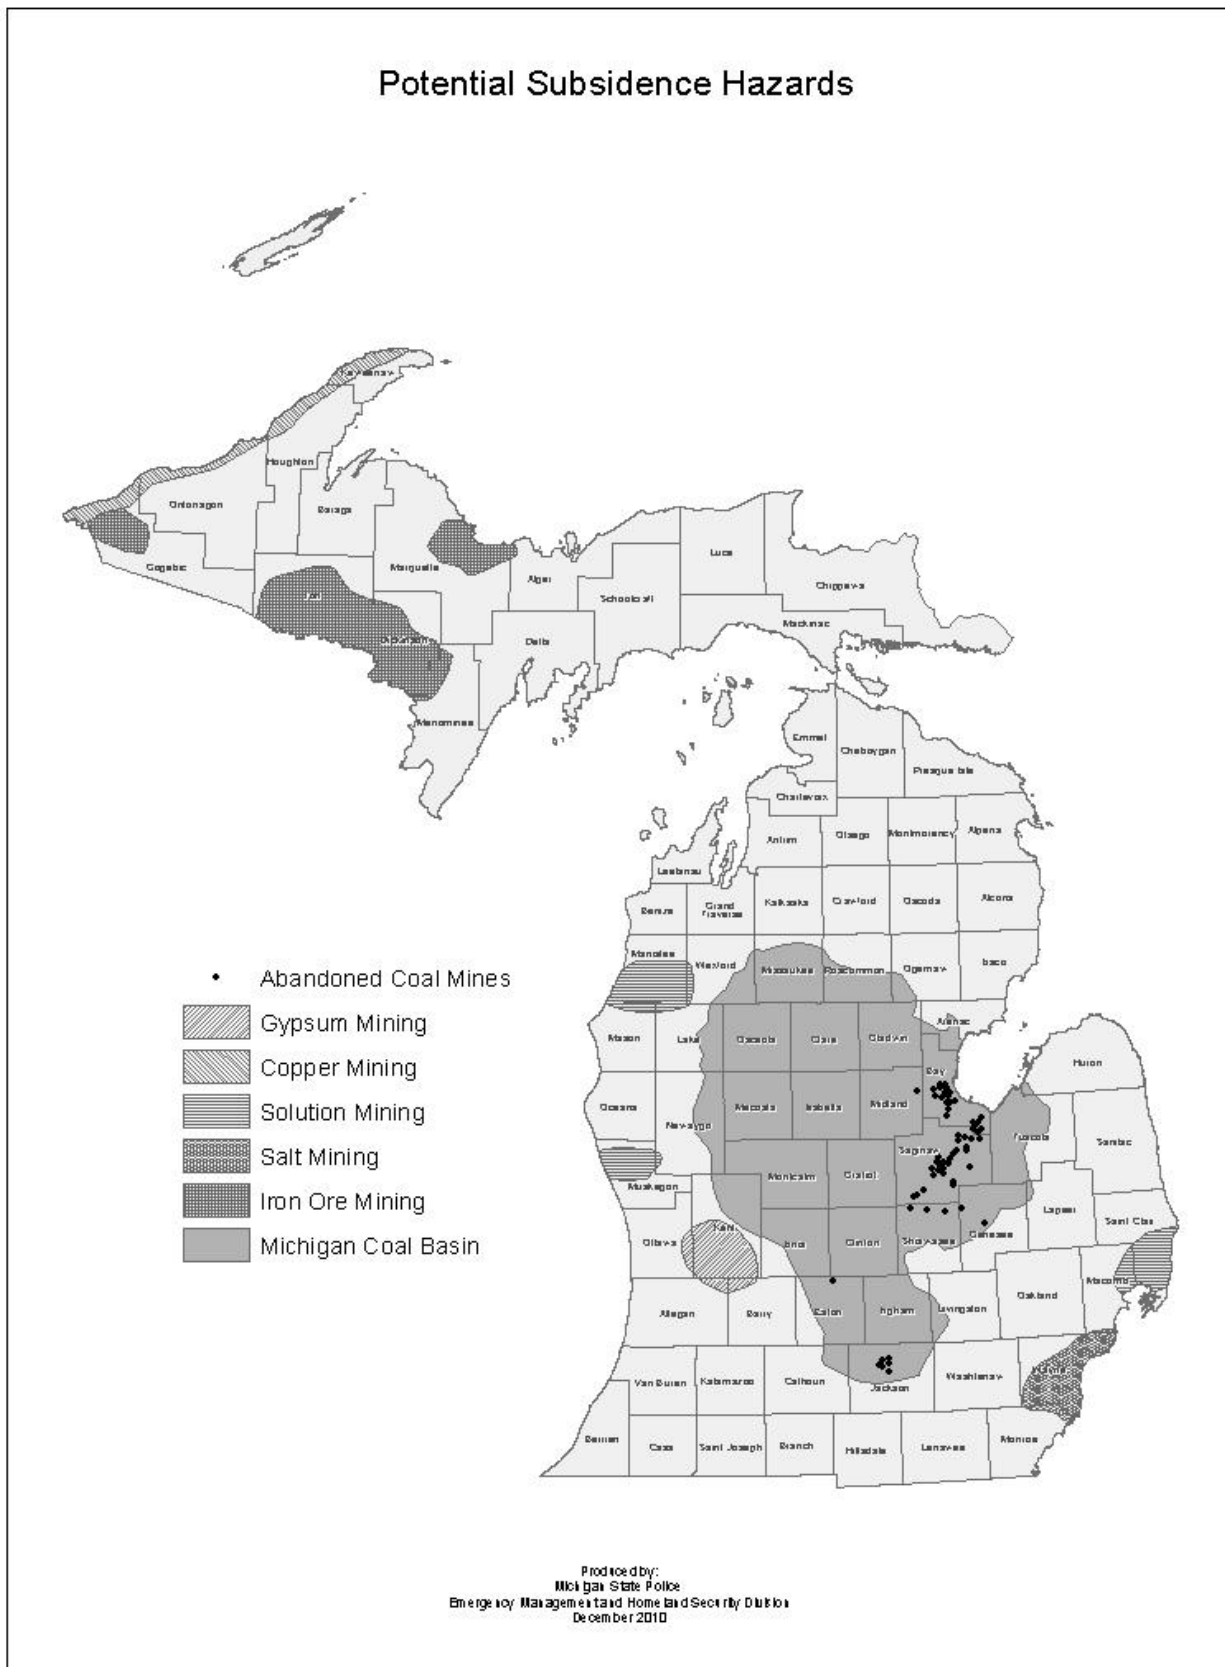 Potential Subsidence Hazards
Keweenaw
Houghton
Ontonagon
Baraga
Gogebic
Marquette
Luce
Alger
Chippewa
Iron
Schoolcraft
Mackinac
Dickinson
Delta
Menominee
Emmet
Cheboygan
Presque Isle
Charlevoix
Antrim
Otsego
Montmorency
Alpena
Leelanau
Benzie
Grand
Traverse
Kalkaska
Crawford
Oscoda
Alcona
Manistee
Wexford
Missaukee
Roscommon
Ogemaw
Iosco
Abandoned Coal Mines
Gypsum Mining
Copper Mining
Solution Mining
Salt Mining
Iron Ore Mining
Michigan Coal Basin
Mason
Lake
Osceola
Clare
Gladwin
Arenac
Huron
Bay
Oceana
Newaygo
Mecosta
Isabella
Midland
Tuscola
Sanilac
Saginaw
Muskegon
Montcalm
Gratiot
Lapeer
Saint Clair
Ottawa
Kent
Ionia
Clinton
Shiawassee
Genesee
Macomb
Oakland
Allegan
Barry
Eaton
Ingham
Livingston
Van Buren
Kalamazoo
Calhoun
Jackson
Washtenaw
Wayne
Berrien
Cass
Saint Joseph
Branch
Hillsdale
Lenawee
Monroe
Produced by:
Michigan State Police
Emergency Management and Homeland Security Division
December 2010